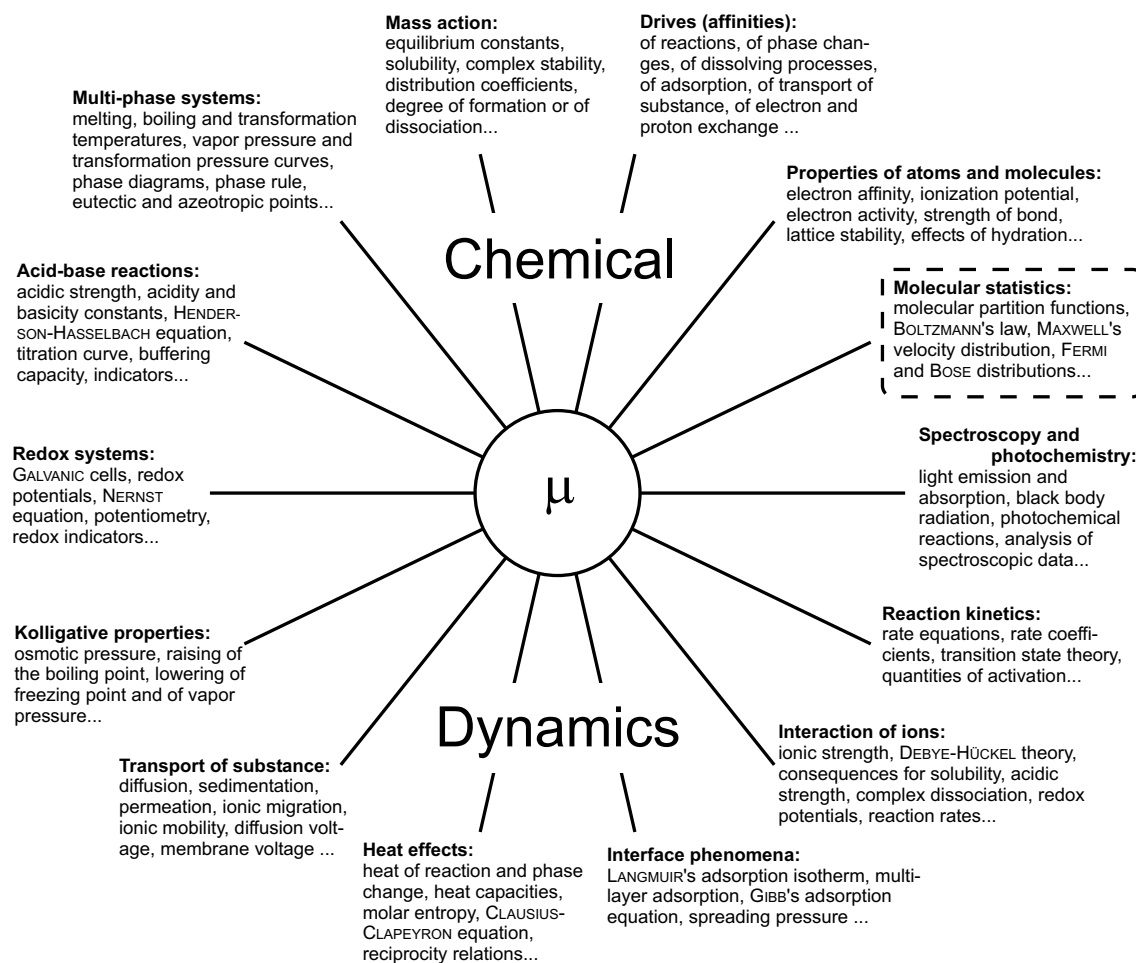 Mass action:
equilibrium constants,
solubility, complex stability,
distribution coefficients,
degree of formation or of
dissociation...
Drives (affinities):
of reactions, of phase chan-
ges, of dissolving processes,
of adsorption, of transport of
substance, of electron and
proton exchange ...
Multi-phase systems:
melting, boiling and transformation
temperatures, vapor pressure and
transformation pressure curves,
phase diagrams, phase rule,
eutectic and azeotropic points...
Properties of atoms and molecules:
electron affinity, ionization potential,
electron activity, strength of bond,
lattice stability, effects of hydration...
Chemical
Acid-base reactions:
acidic strength, acidity and
basicity constants, HENDER-
SON-HASSELBACH equation,
titration curve, buffering
capacity, indicators...
Molecular statistics:
molecular partition functions,
BOLTZMANN's law, MAXWELL's
velocity distribution, FERMI
and BOSE distributions...
Redox systems:
GALVANIC cells, redox
potentials, NERNST
equation, potentiometry,
redox indicators...
μ
Spectroscopy and
photochemistry:
light emission and
absorption, black body
radiation, photochemical
reactions, analysis of
spectroscopic data...
Kolligative properties:
osmotic pressure, raising of
the boiling point, lowering of
freezing point and of vapor
pressure...
Reaction kinetics:
rate equations, rate coeffi-
cients, transition state theory,
quantities of activation...
Dynamics
Transport of substance:
diffusion, sedimentation,
permeation, ionic migration,
ionic mobility, diffusion volt-
age, membrane voltage ...
Interaction of ions:
ionic strength, DEBYE-HÜCKEL theory,
consequences for solubility, acidic
strength, complex dissociation, redox
potentials, reaction rates...
Heat effects:
heat of reaction and phase
change, heat capacities,
molar entropy, CLAUSIUS-
CLAPEYRON equation,
reciprocity relations...
Interface phenomena:
LANGMUIR's adsorption isotherm, multi-
layer adsorption, GIBB's adsorption
equation, spreading pressure ...